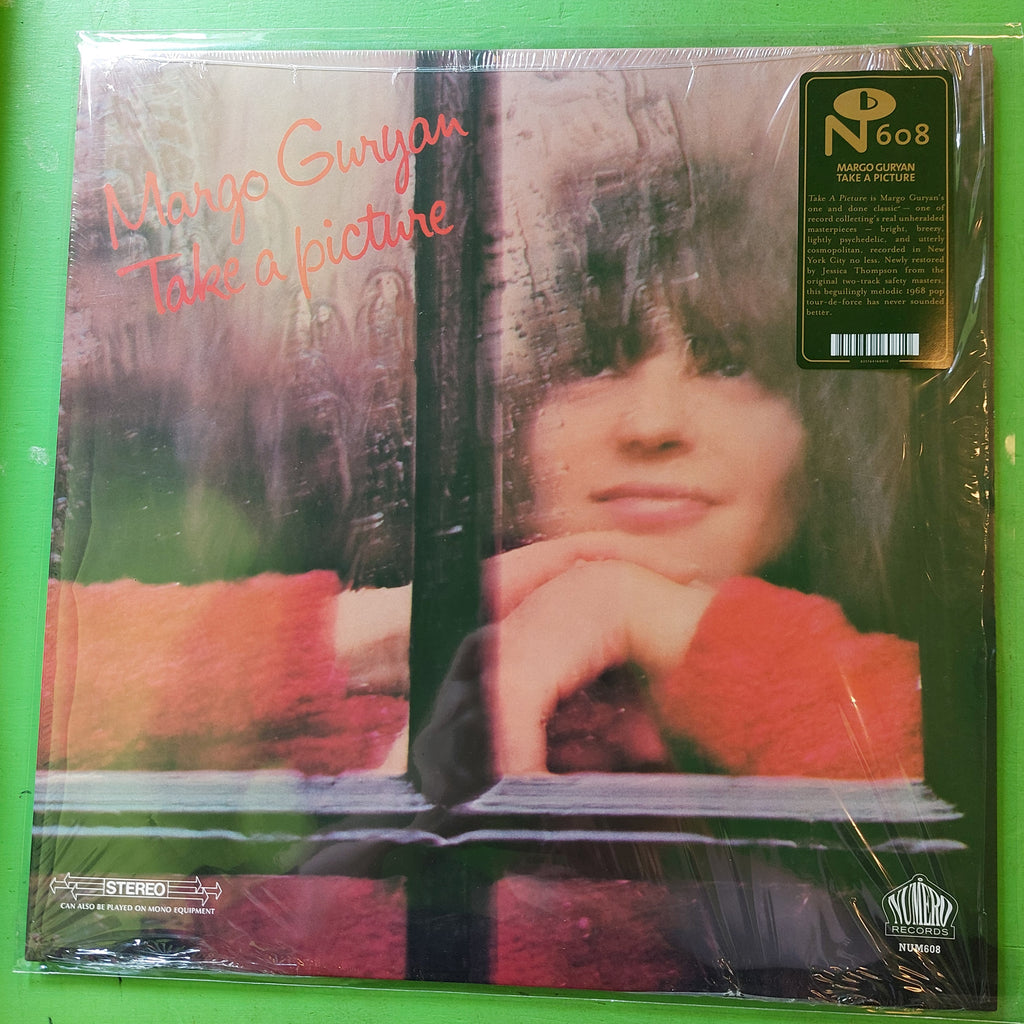 Margo Guryan
Take a picture
N608
MARGO GURYAN
TAKE A PICTURE
Take A Picture is Margo Guryan's
one and done classic — one of
record collecting's real unheralded
masterpieces — bright, breezy,
lightly psychedelic, and utterly
cosmopolitan, recorded in New
York City no less. Newly restored
by Jessica Thompson from the
original two-track safety masters,
this beguilingly melodic 1968 pop
tour-de-force has never sounded
better.
STEREO
CAN ALSO BE PLAYED ON MONO EQUIPMENT
NUMERO
RECORDS
NUM608